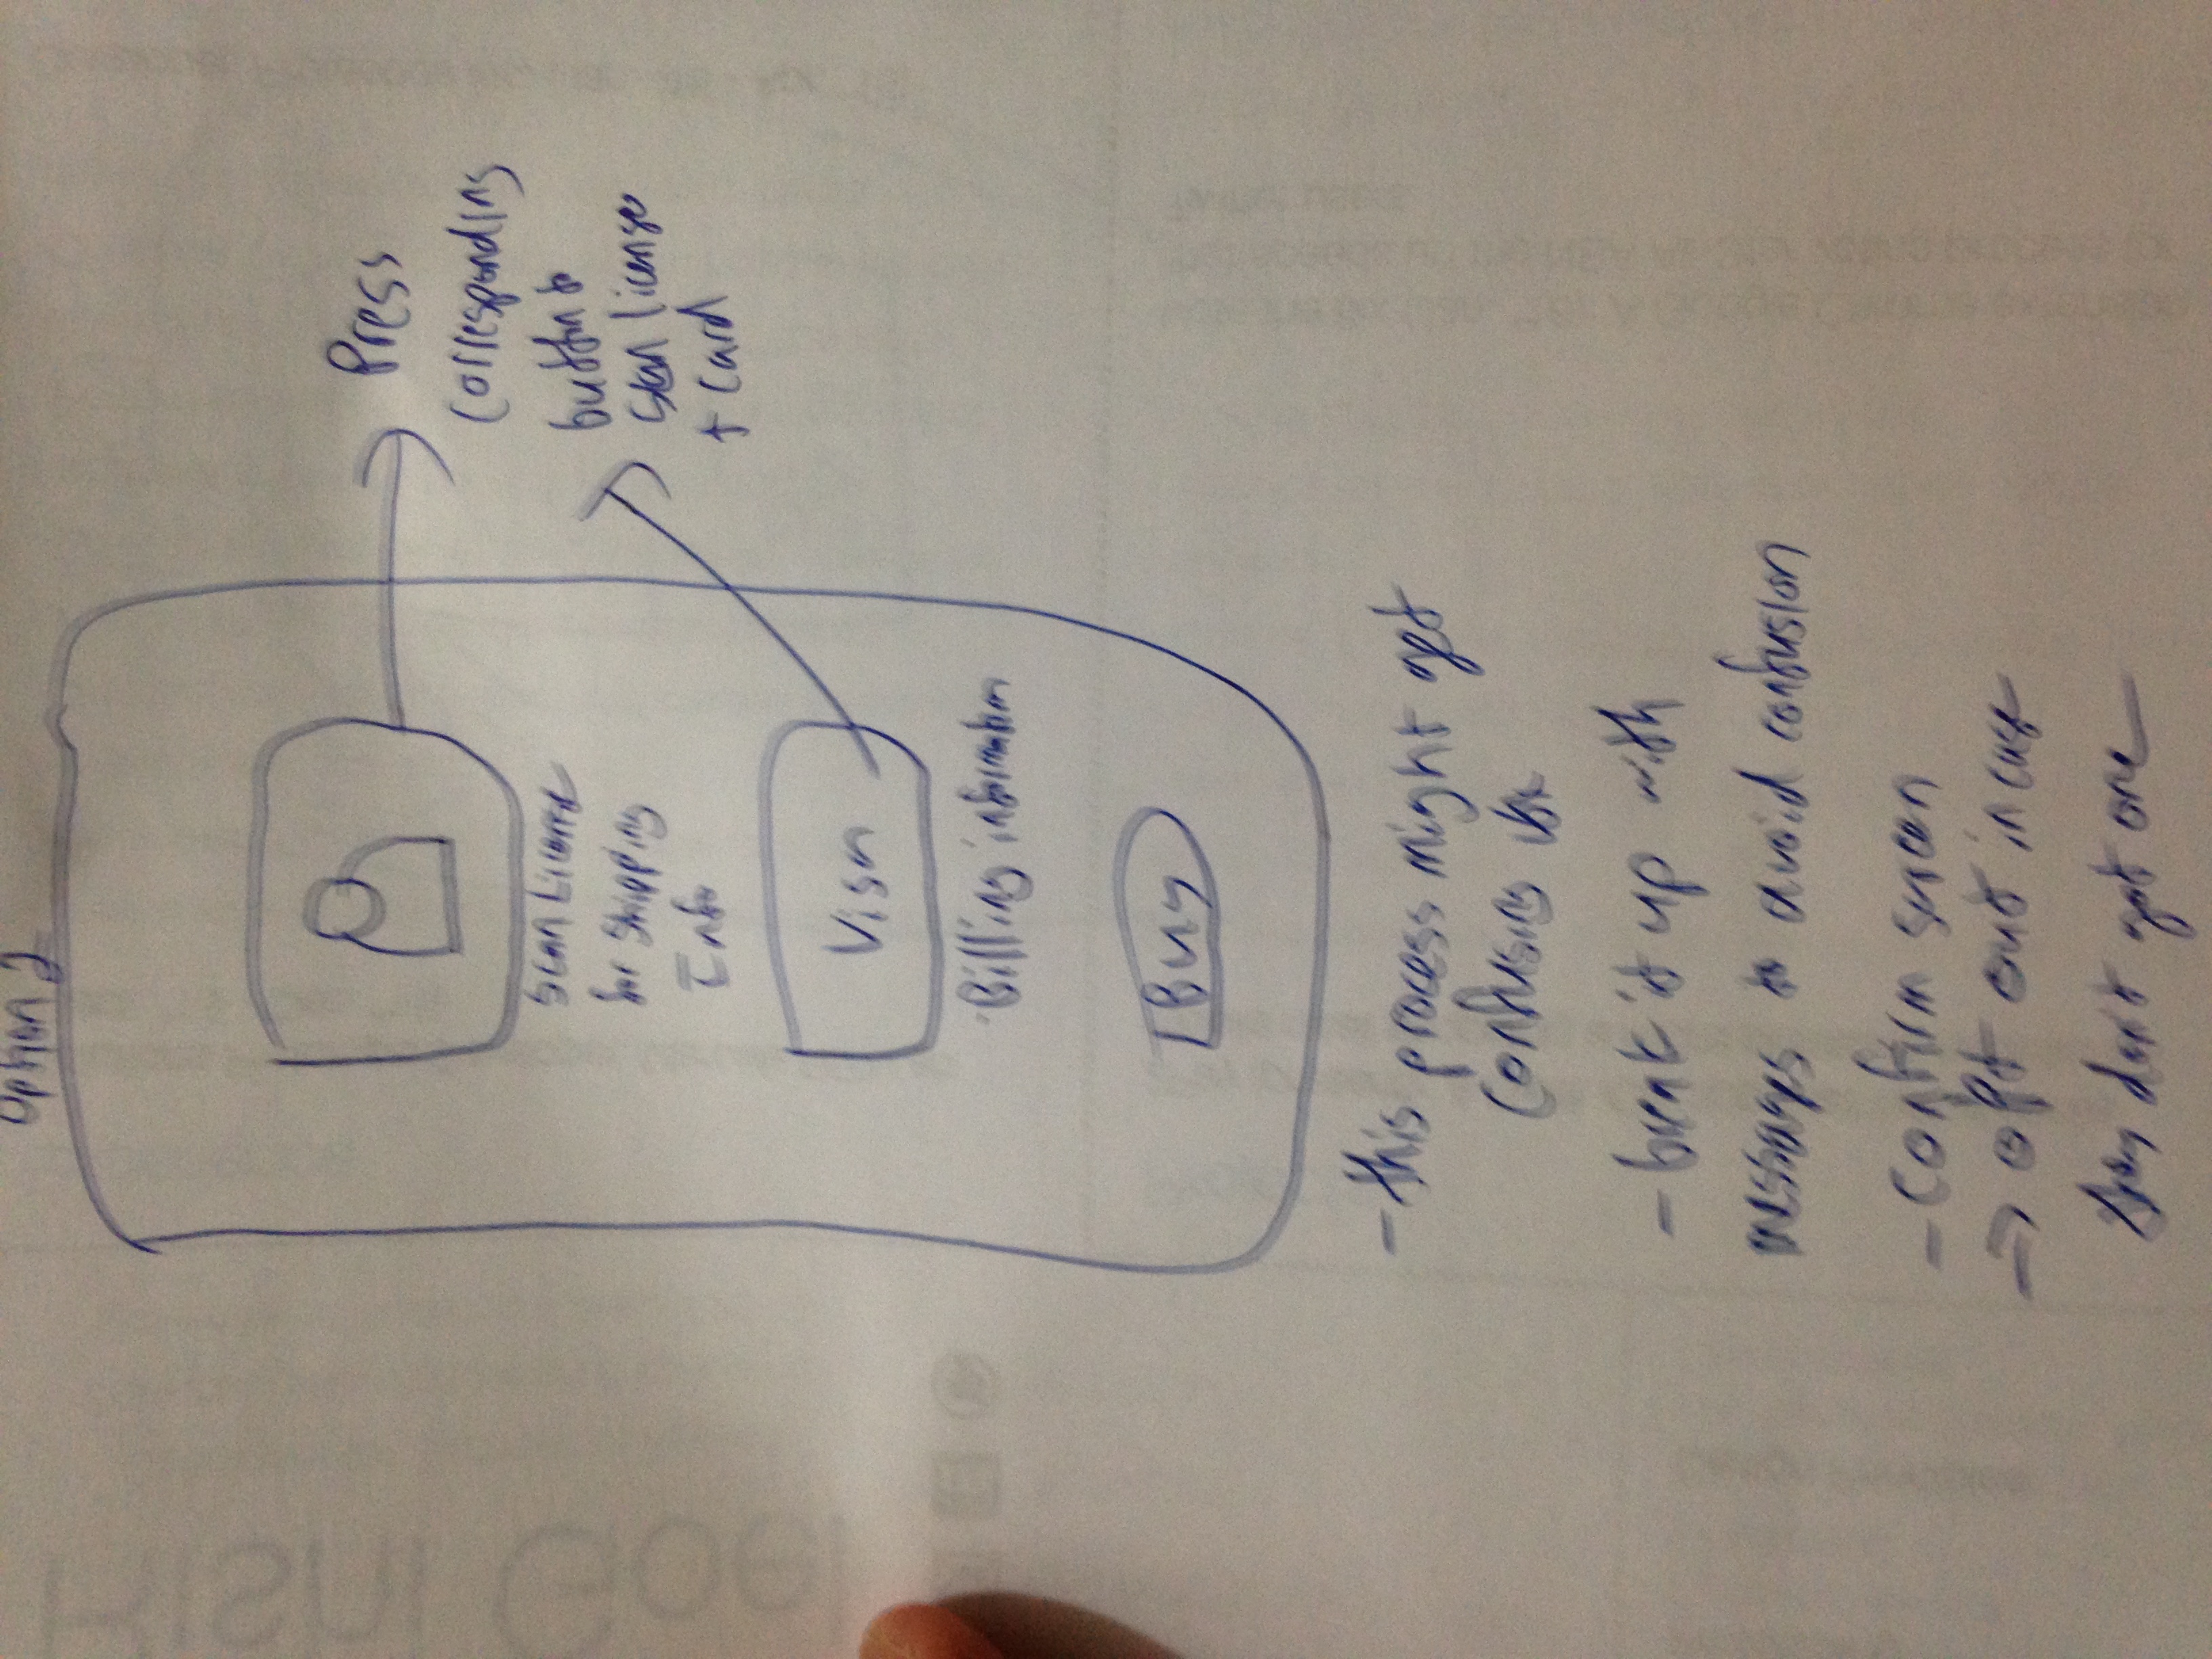 Option 2
Press
corresponding
button to
scan license
+ card
Scan License
for shipping
Info
Visa
Billing information
Buy
- this process might get
confusing
- break it up with
messages to avoid confusion
- confirm screen
→ opt out in case
they don't got one